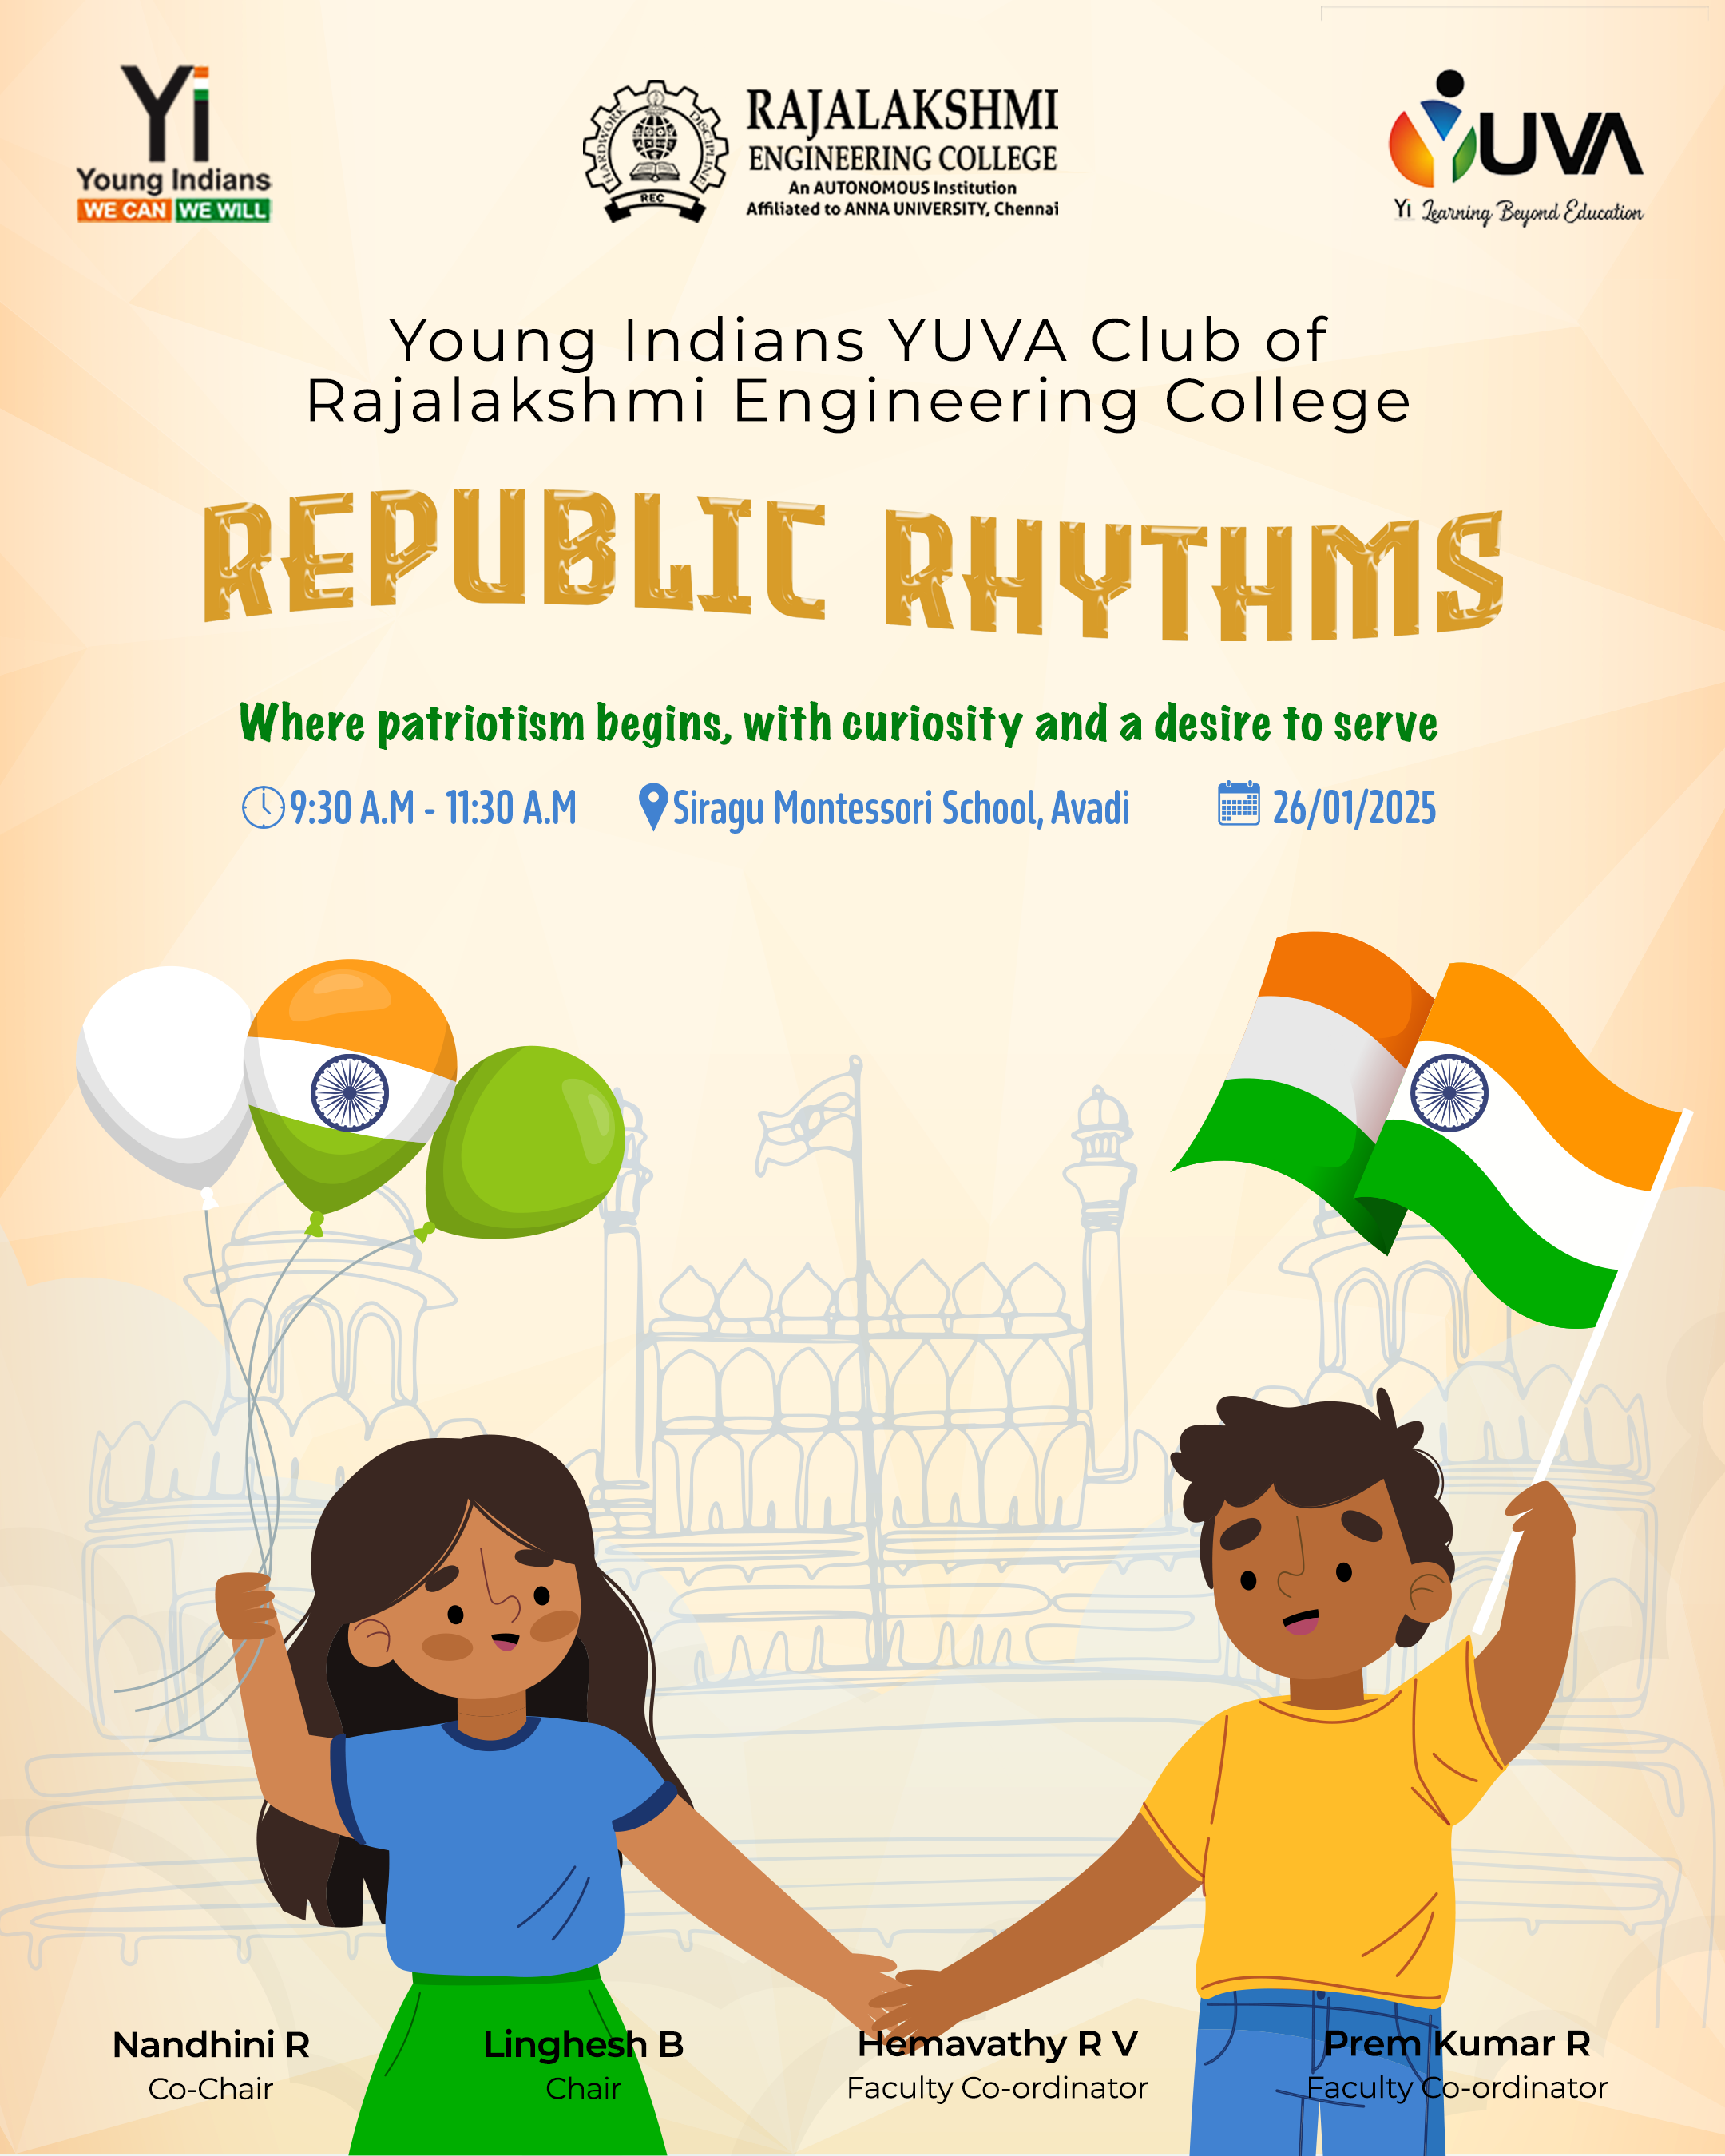 Yi
Young Indians
WE CAN WE WILL
HARDWORK DISCIPLINE
REC
RAJALAKSHMI
ENGINEERING COLLEGE
An AUTONOMOUS Institution
Affiliated to ANNA UNIVERSITY, Chennai
YUVA
Yi Learning Beyond Education
Young Indians YUVA Club of
Rajalakshmi Engineering College
REPUBLIC RHYTHMS
Where patriotism begins, with curiosity and a desire to serve
9:30 A.M - 11:30 A.M Siragu Montessori School, Avadi 26/01/2025
Nandhini R Linghesh B Hemavathy R V Prem Kumar R
Co-Chair Chair Faculty Co-ordinator Faculty Co-ordinator